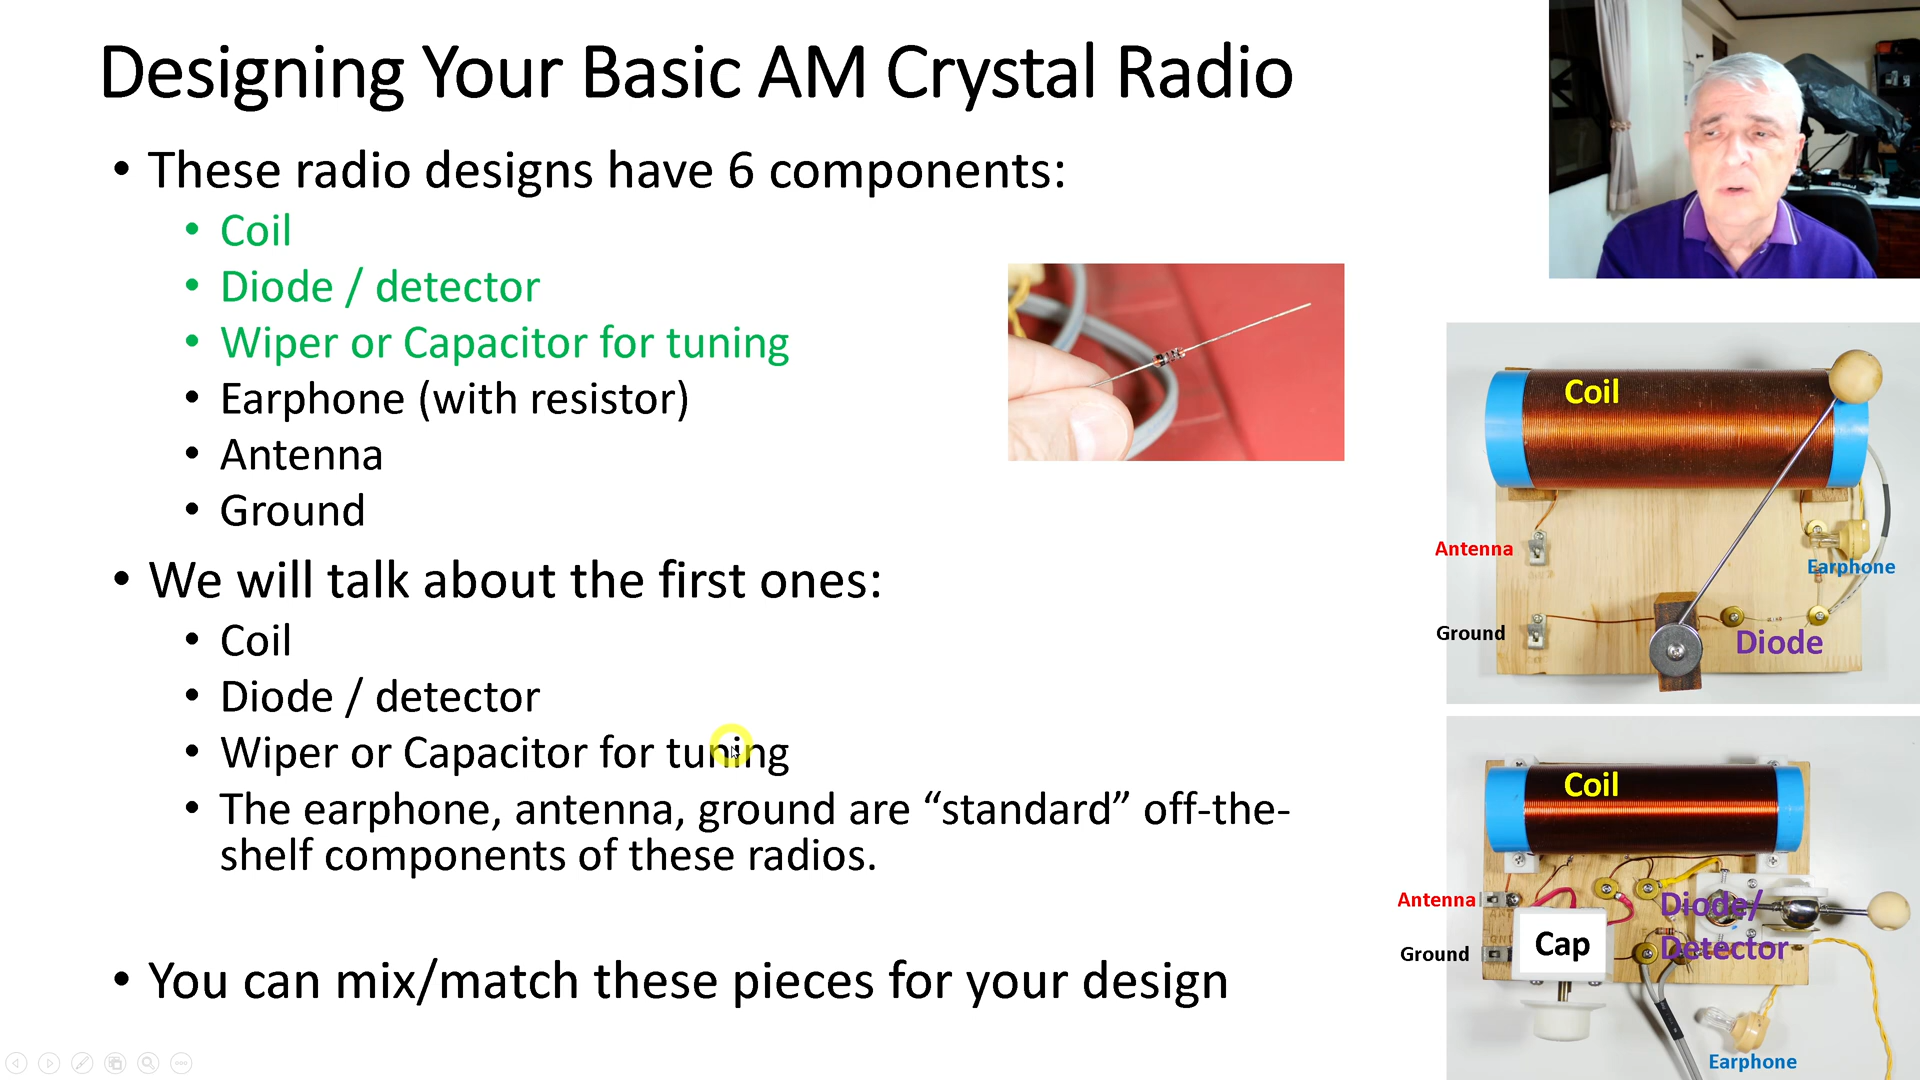 Designing Your Basic AM Crystal Radio
• These radio designs have 6 components:
• Coil
• Diode / detector
• Wiper or Capacitor for tuning
• Earphone (with resistor)
• Antenna
• Ground
• We will talk about the first ones:
• Coil
• Diode / detector
• Wiper or Capacitor for tuning
• The earphone, antenna, ground are “standard” off-the-
shelf components of these radios.
• You can mix/match these pieces for your design
Coil
Antenna
Earphone
Ground
Diode
Coil
Antenna
Diode/
Detector
Ground
Cap
Earphone